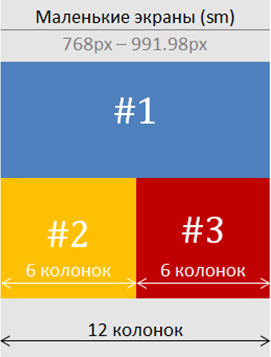 Маленькие экраны (sm)
768px – 991.98px
#1
#2 #3
6 колонок 6 колонок
12 колонок